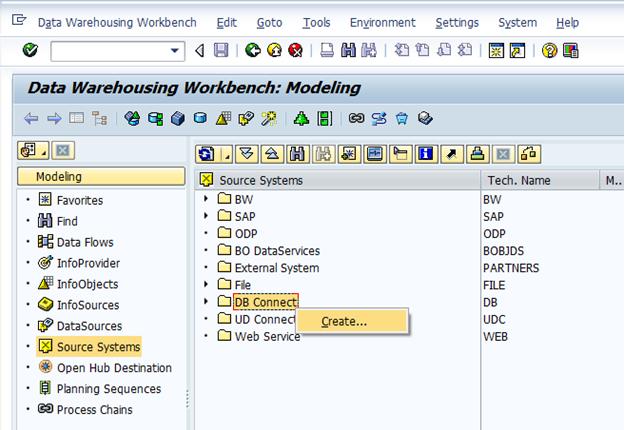 Data Warehousing Workbench Edit Goto Tools Environment Settings System Help
Data Warehousing Workbench: Modeling
Modeling
Favorites
Find
Data Flows
InfoProvider
InfoObjects
InfoSources
DataSources
Source Systems
Open Hub Destination
Planning Sequences
Process Chains
Source Systems Tech. Name M..
BW BW
SAP SAP
ODP ODP
BO DataServices BOBJDS
External System PARTNERS
File FILE
DB Connect DB
UD Connect UDC
Web Service WEB
Create...